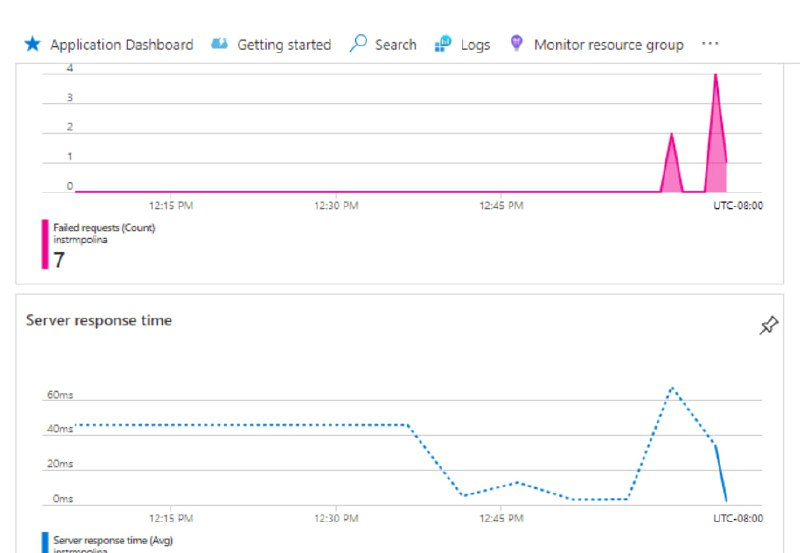 Application Dashboard Getting started Search Logs Monitor resource group ...
4
3
2
1
0
12:15 PM 12:30 PM 12:45 PM UTC-08:00
Failed requests (Count)
instrmpolina
7
Server response time
60ms
40ms
20ms
0ms
12:15 PM 12:30 PM 12:45 PM UTC-08:00
Server response time (Avg)
instrmpolina